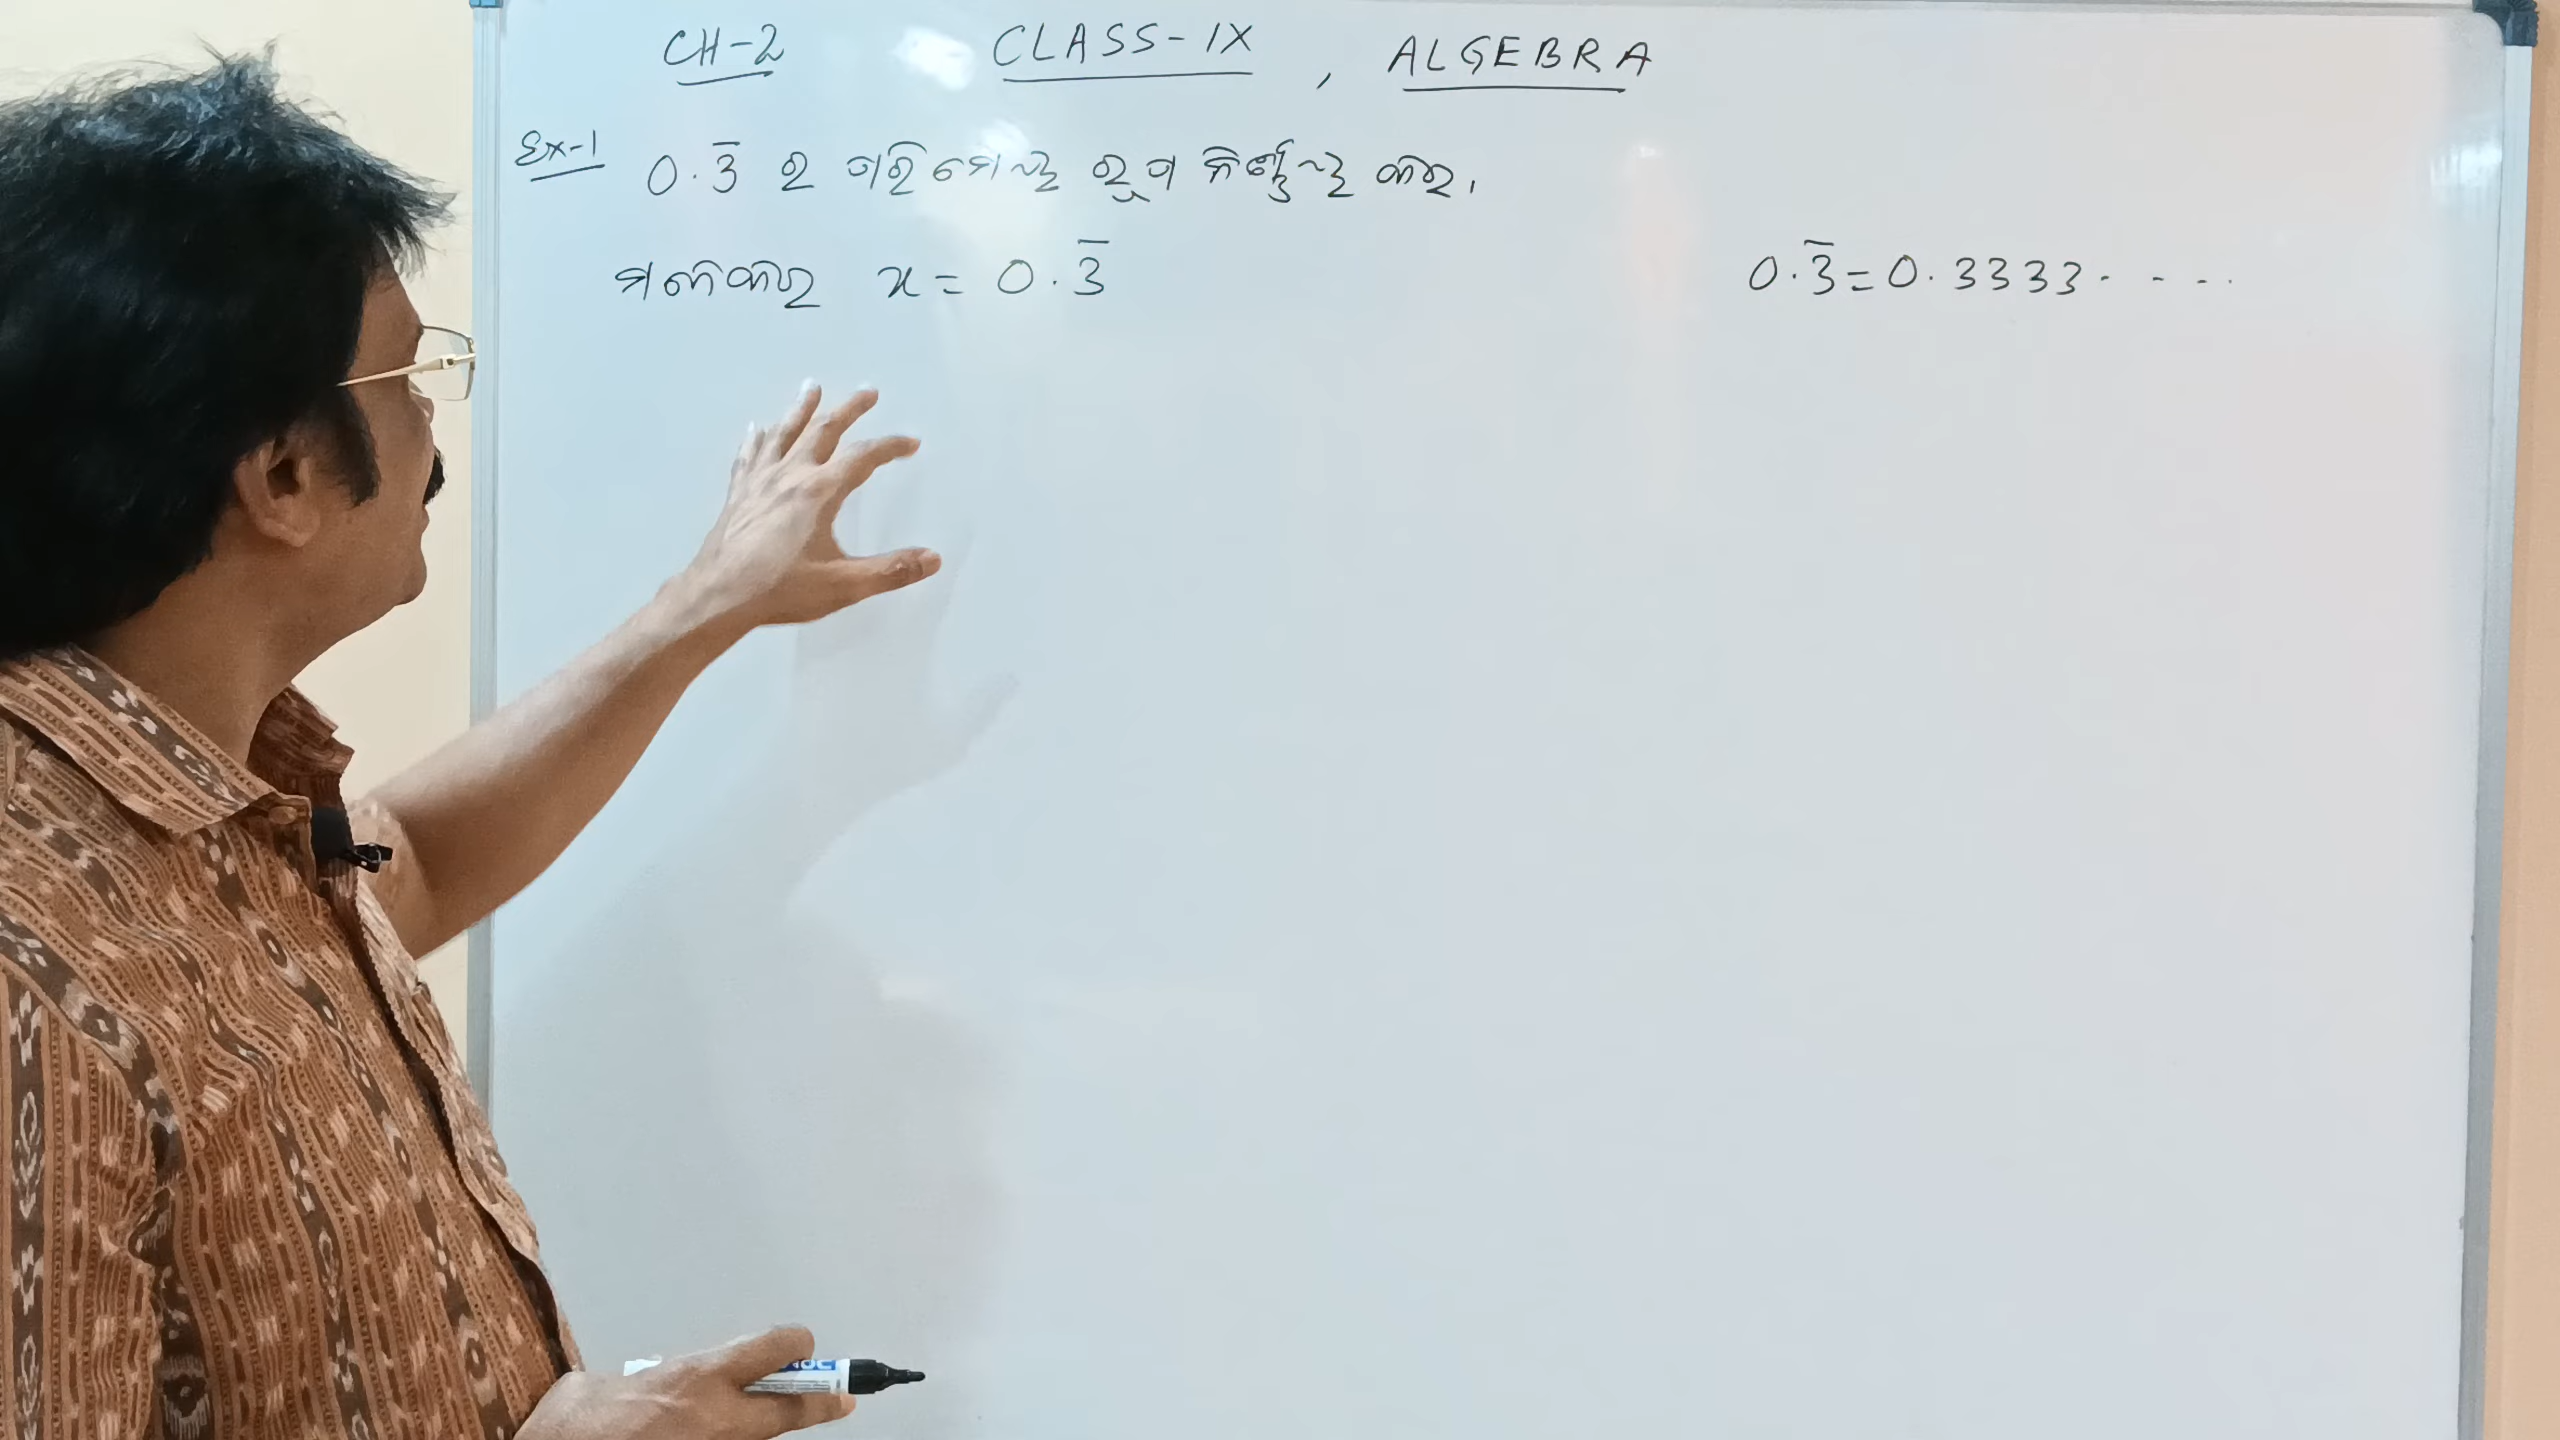 CH-2 CLASS-IX, ALGEBRA
Ex-1 0.3̅ ର ପରିମେୟ ରୂପ ନିର୍ଣ୍ଣୟ କର।
ମନେକର x = 0.3̅
0.3̅ = 0.3333. - - - .